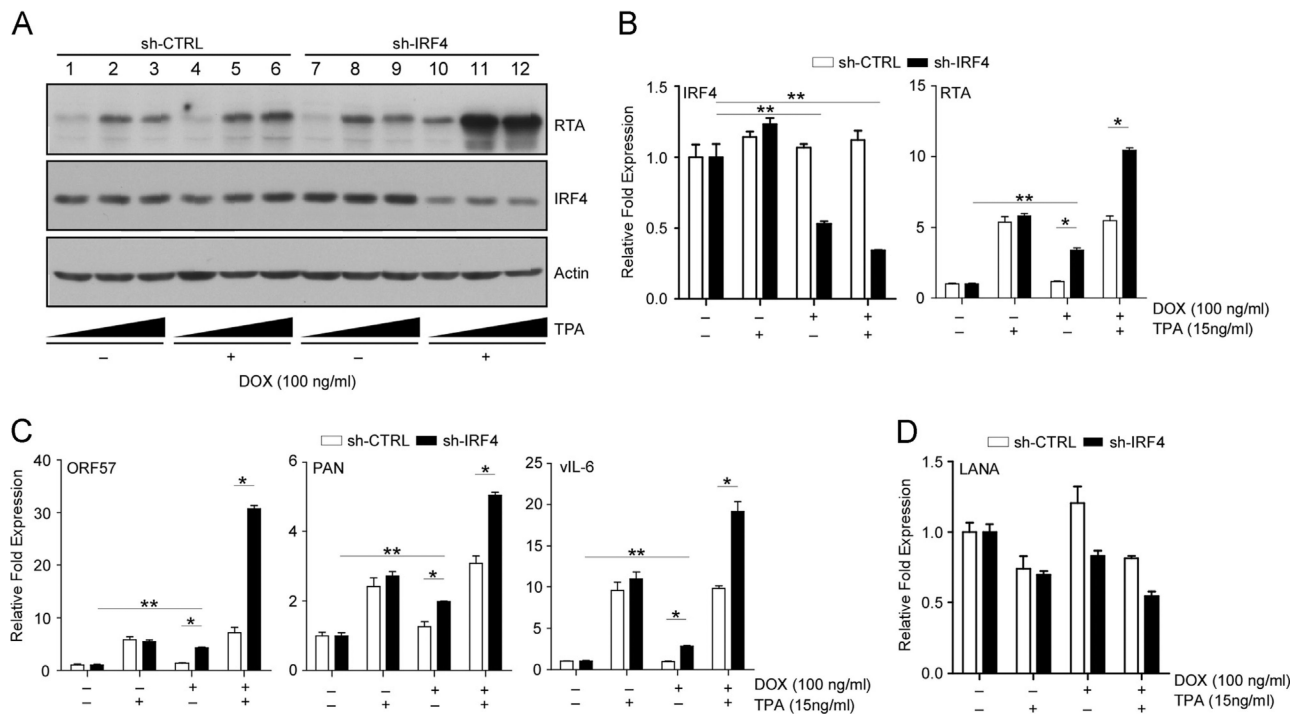 A
sh-CTRL sh-IRF4
1 2 3 4 5 6 7 8 9 10 11 12
RTA
IRF4
Actin
TPA
– + – +
DOX (100 ng/ml)
B
sh-CTRL sh-IRF4
IRF4
Relative Fold Expression
1.5
1.0
0.5
0.0
**
**
– – + +
– + – +
RTA
15
10
5
0
**
*
*
– – + + DOX (100 ng/ml)
– + – + TPA (15ng/ml)
C
sh-CTRL sh-IRF4
ORF57
Relative Fold Expression
40
30
20
10
0
**
*
*
– – + +
– + – +
PAN
6
4
2
0
**
*
*
– – + +
– + – +
vIL-6
25
20
15
10
5
0
**
*
*
– – + + DOX (100 ng/ml)
– + – + TPA (15ng/ml)
D
sh-CTRL
sh-IRF4
LANA
Relative Fold Expression
1.5
1.0
0.5
0.0
– – + + DOX (100 ng/ml)
– + – + TPA (15ng/ml)